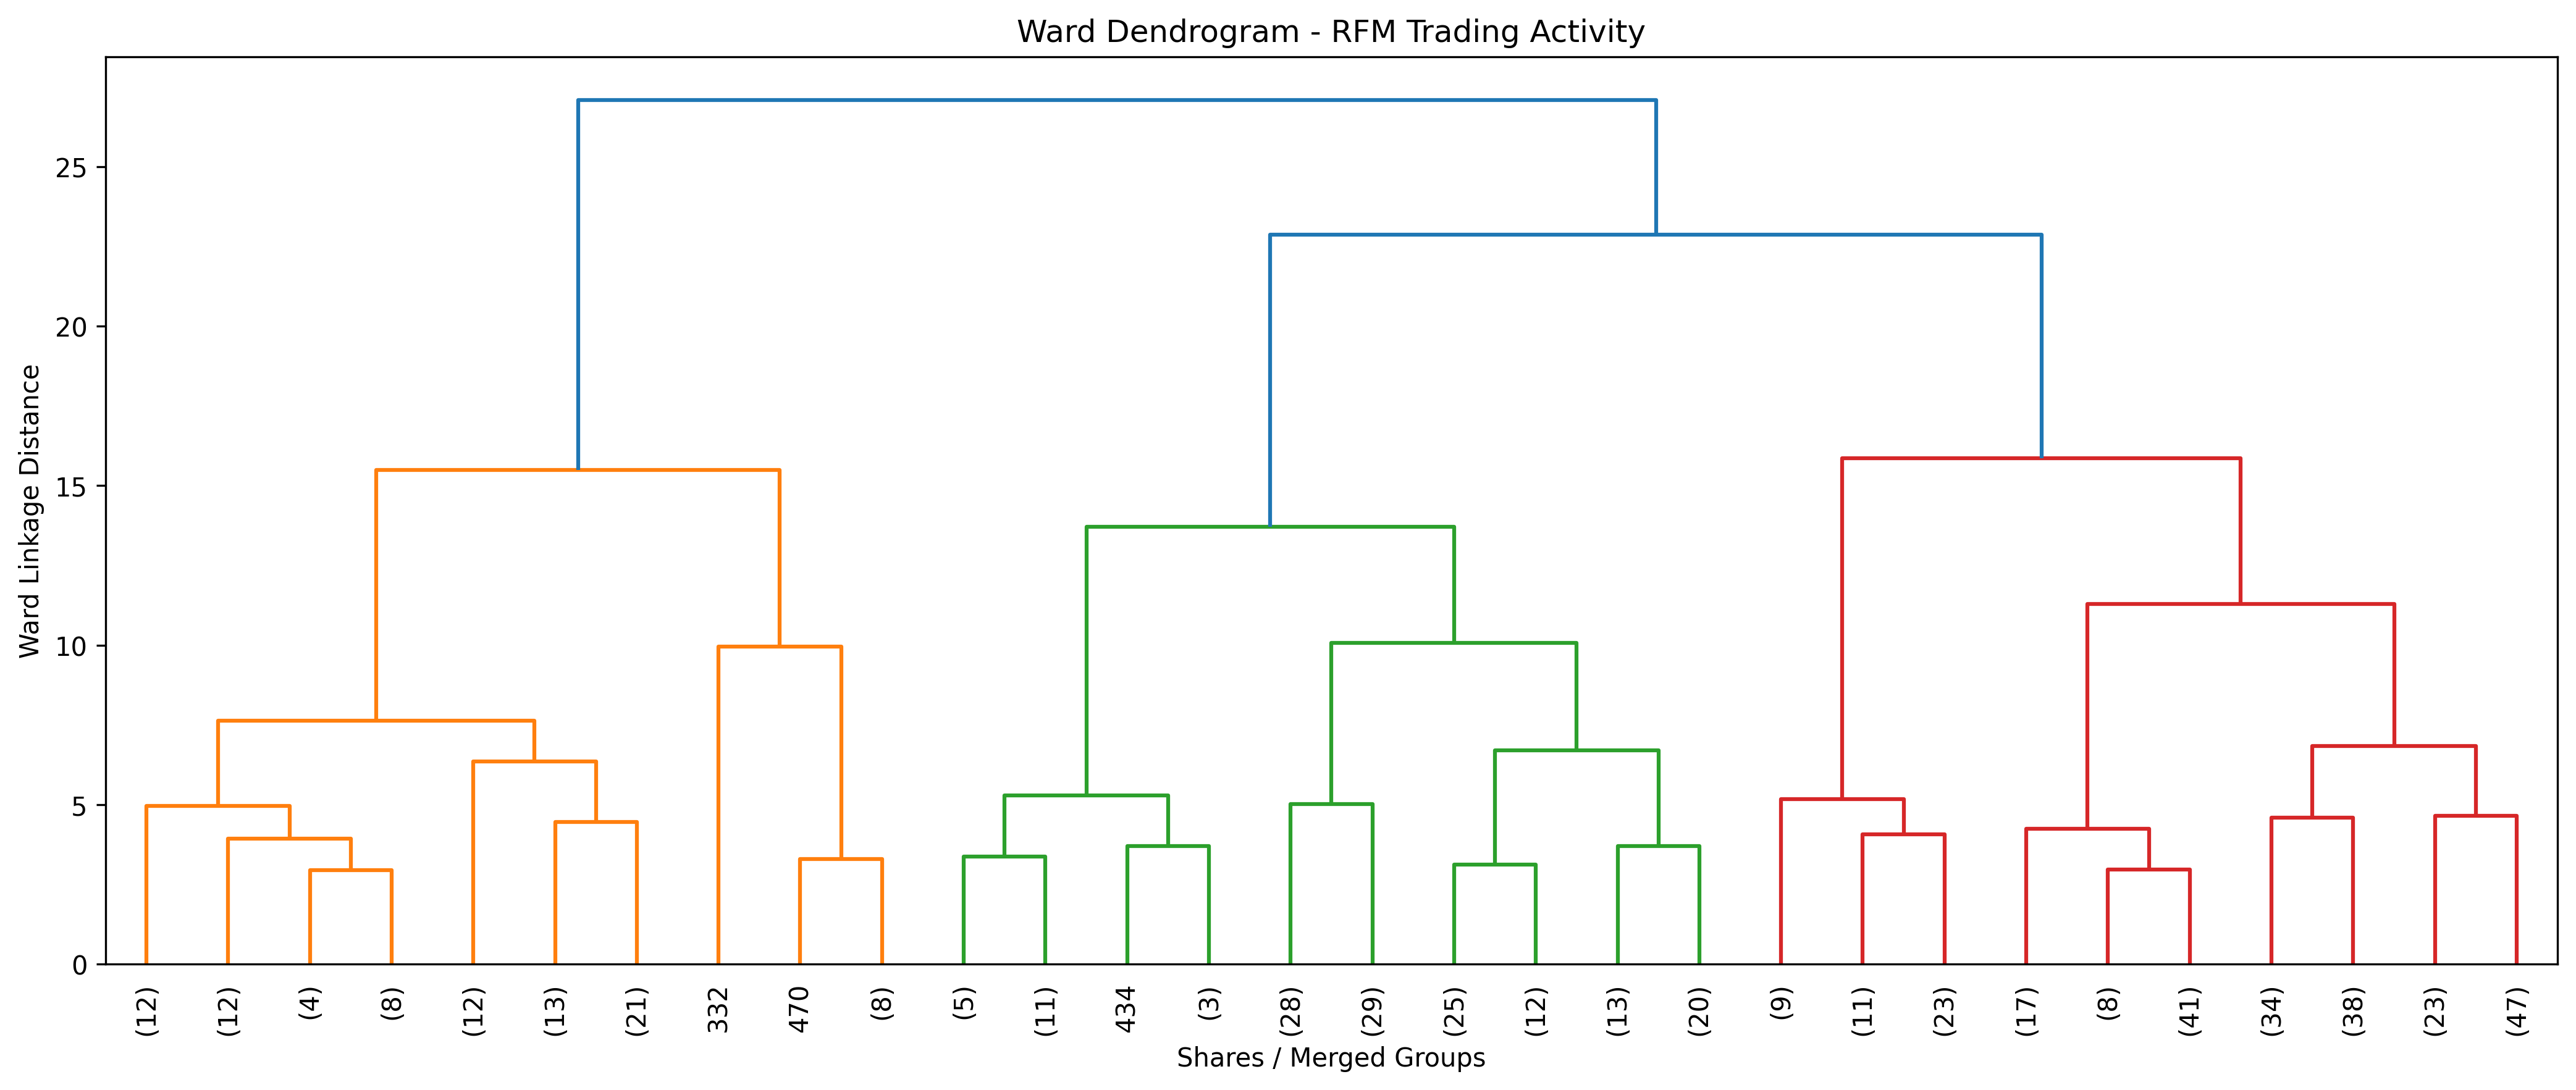 Ward Dendrogram - RFM Trading Activity
Ward Linkage Distance
25
20
15
10
5
0
(12) (12) (4) (8) (12) (13) (21) 332 470 (8) (5) (11) 434 (3) (28) (29) (25) (12) (13) (20) (9) (11) (23) (17) (8) (41) (34) (38) (23) (47)
Shares / Merged Groups